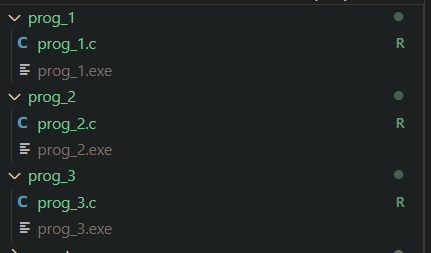 prog_1
C prog_1.c R
prog_1.exe
prog_2
C prog_2.c R
prog_2.exe
prog_3
C prog_3.c R
prog_3.exe